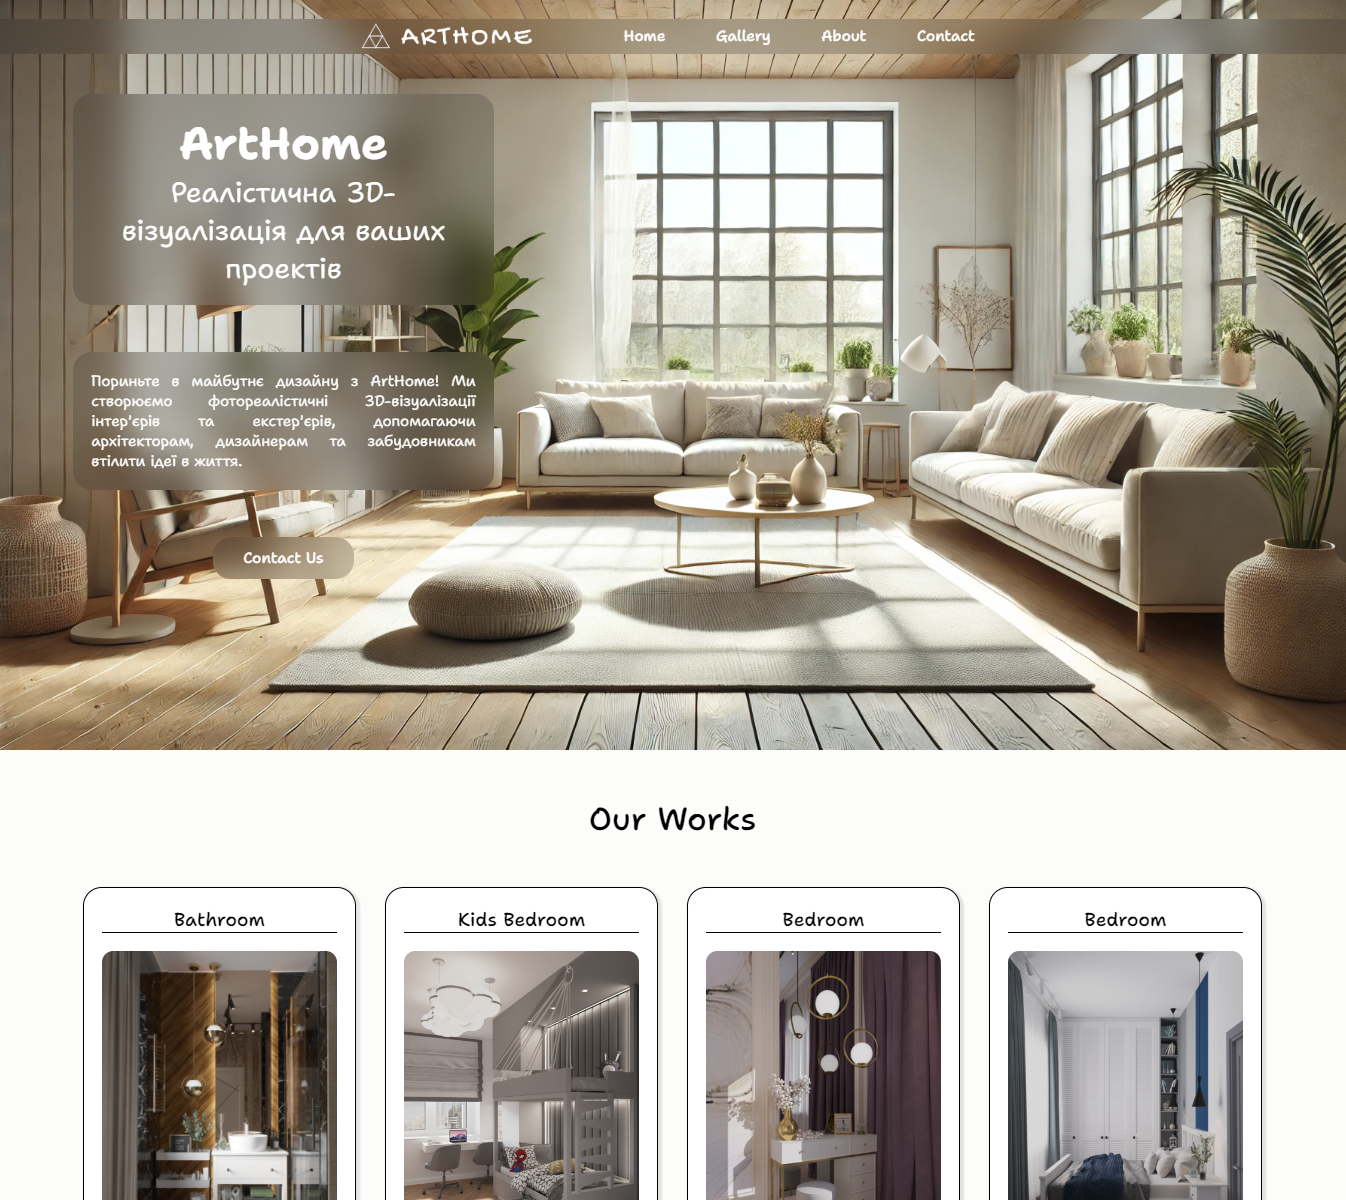 ARTHOME
Home
Gallery
About
Contact
ArtHome
Реалістична 3D-
візуалізація для ваших
проектів
Пориньте в майбутнє дизайну з ArtHome! Ми
створюємо фотореалістичні 3D-візуалізації
інтер'єрів та екстер'єрів, допомагаючи
архітекторам, дизайнерам та забудовникам
втілити ідеї в життя.
Contact Us
Our Works
Bathroom
Kids Bedroom
Bedroom
Bedroom